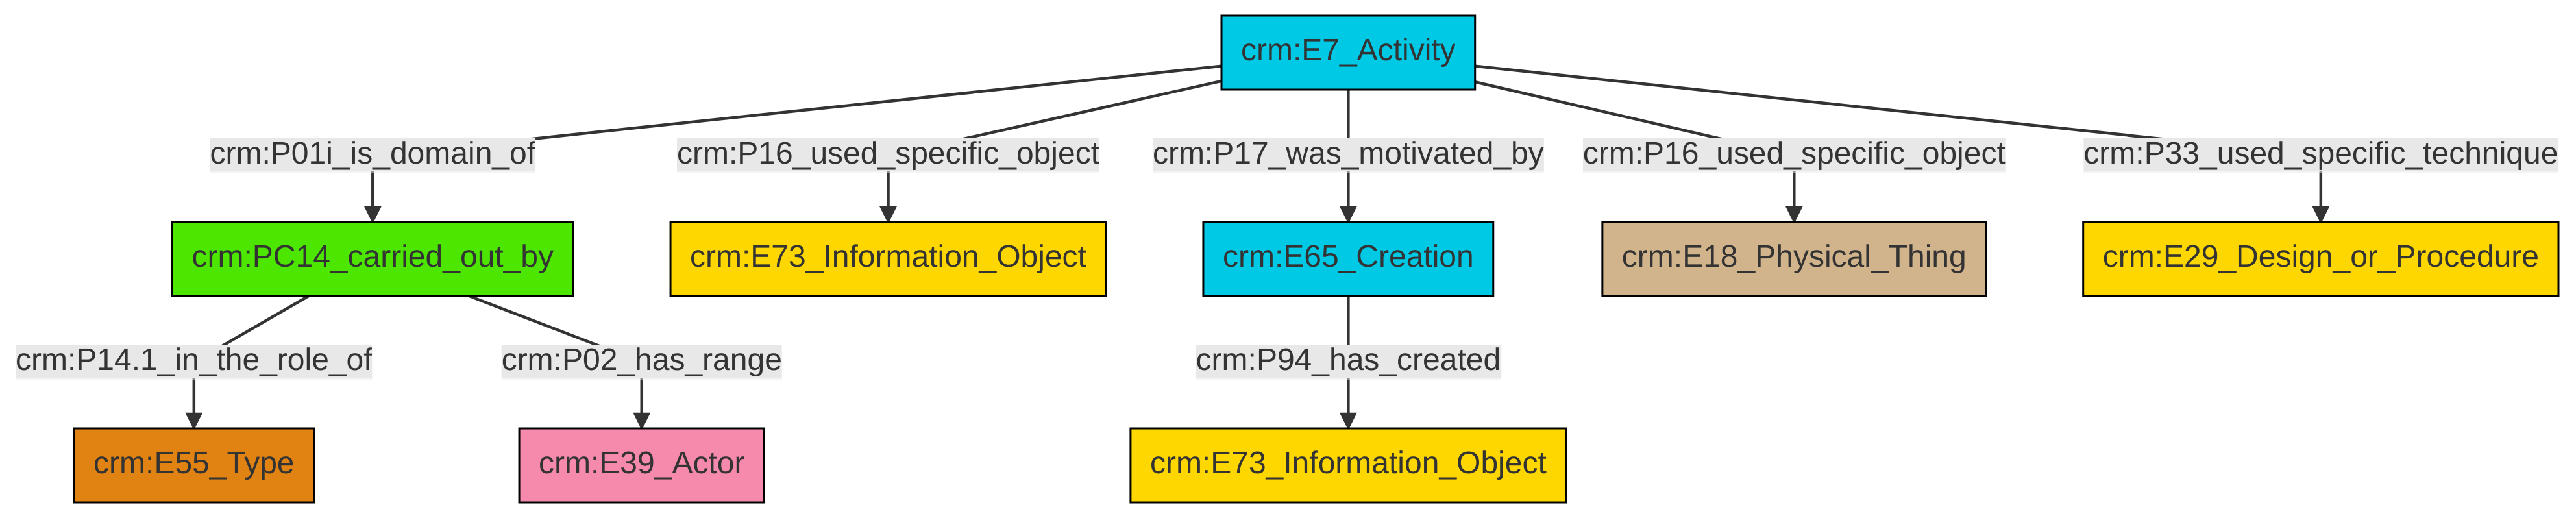 crm:E7_Activity
crm:P01i_is_domain_of
crm:P16_used_specific_object
crm:P17_was_motivated_by
crm:P16_used_specific_object
crm:P33_used_specific_technique
crm:PC14_carried_out_by
crm:E73_Information_Object
crm:E65_Creation
crm:E18_Physical_Thing
crm:E29_Design_or_Procedure
crm:P14.1_in_the_role_of
crm:P02_has_range
crm:P94_has_created
crm:E55_Type
crm:E39_Actor
crm:E73_Information_Object